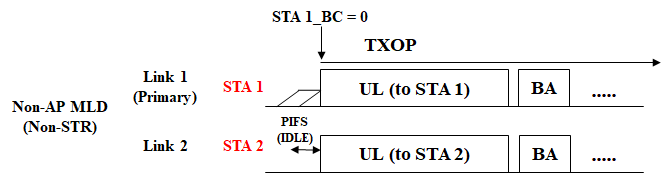 STA 1_BC = 0
TXOP
Link 1
(Primary)
STA 1
UL (to STA 1)
BA
.....
Non-AP MLD
(Non-STR)
PIFS
(IDLE)
Link 2
STA 2
UL (to STA 2)
BA
.....